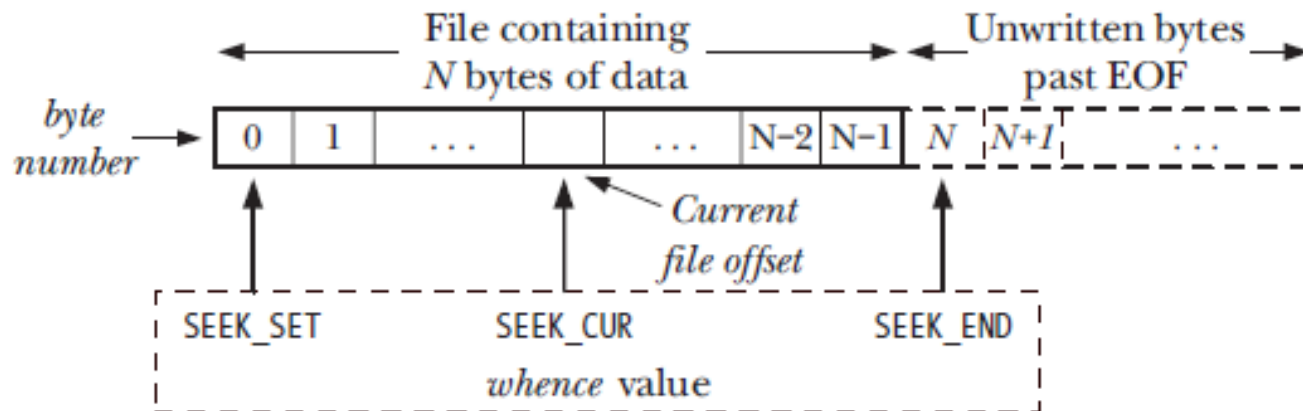 File containing
N bytes of data
Unwritten bytes
past EOF
byte
number
0 1 ... ... N−2 N−1 N N+1 ...
Current
file offset
SEEK_SET SEEK_CUR SEEK_END
whence value